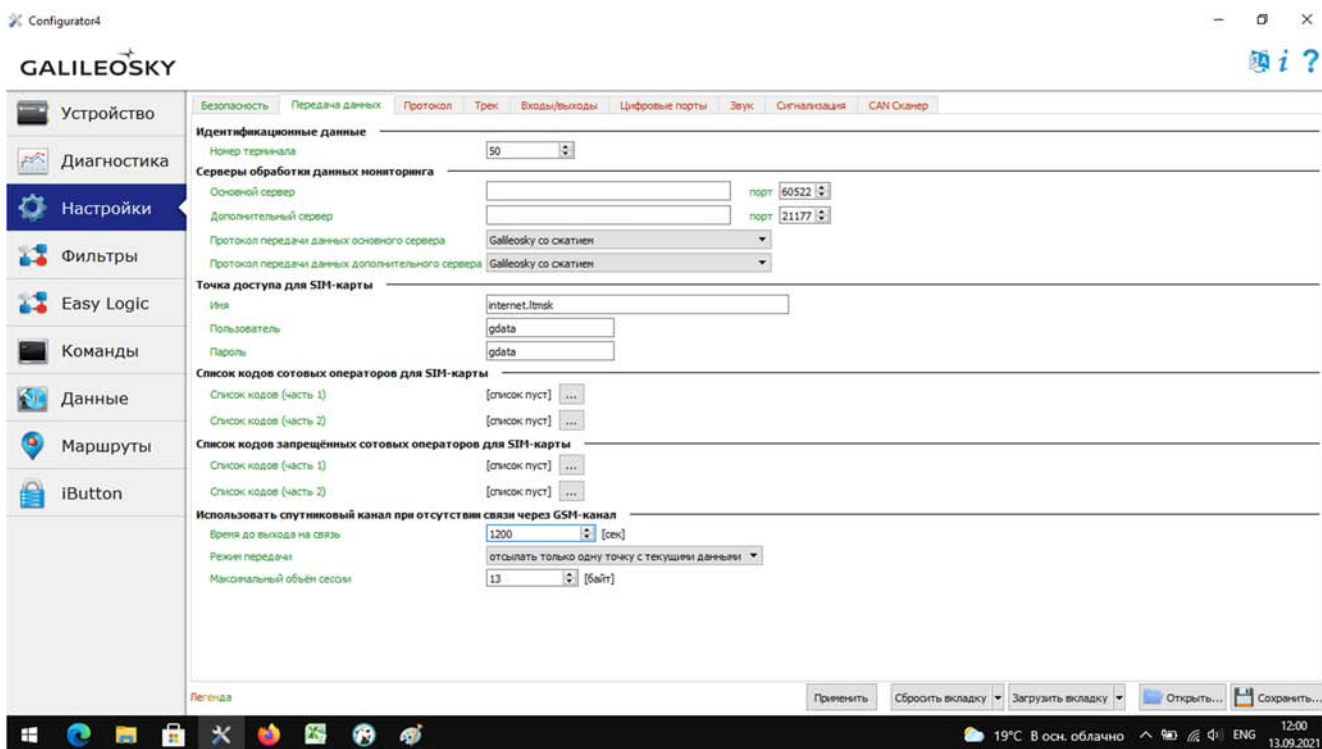 Configurator4
GALILEOSKY
Устройство
Диагностика
Настройки
Фильтры
Easy Logic
Команды
Данные
Маршруты
iButton
Безопасность Передача данных Протокол Трек Входы/выходы Цифровые порты Звук Сигнализация CAN Сканер
Идентификационные данные
Номер терминала 50
Серверы обработки данных мониторинга
Основной сервер порт 60522
Дополнительный сервер порт 21177
Протокол передачи данных основного сервера Galileosky со сжатием
Протокол передачи данных дополнительного сервера Galileosky со сжатием
Точка доступа для SIM-карты
Имя internet.ltmsk
Пользователь gdata
Пароль gdata
Список кодов сотовых операторов для SIM-карты
Список кодов (часть 1) [список пуст] ...
Список кодов (часть 2) [список пуст] ...
Список кодов запрещённых сотовых операторов для SIM-карты
Список кодов (часть 1) [список пуст] ...
Список кодов (часть 2) [список пуст] ...
Использовать спутниковый канал при отсутствии связи через GSM-канал
Время до выхода на связь 1200 [сек]
Режим передачи отсылать только одну точку с текущими данными
Максимальный объём сессии 13 [байт]
Легенда Применить Сбросить вкладку Загрузить вкладку Открыть... Сохранить...
19°C В осн. облачно ENG 12:00
13.09.2021